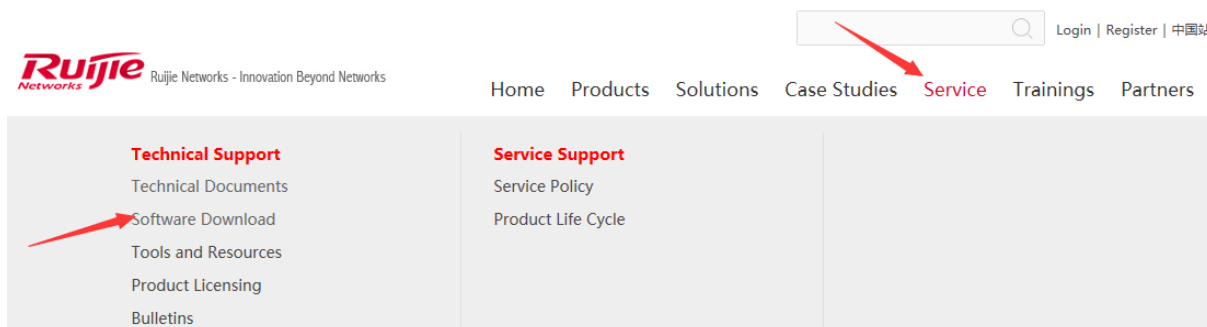 Login | Register | 中国站
Ruijie
Networks
Ruijie Networks - Innovation Beyond Networks
Home Products Solutions Case Studies Service Trainings Partners
Technical Support
Technical Documents
Software Download
Tools and Resources
Product Licensing
Bulletins
Service Support
Service Policy
Product Life Cycle